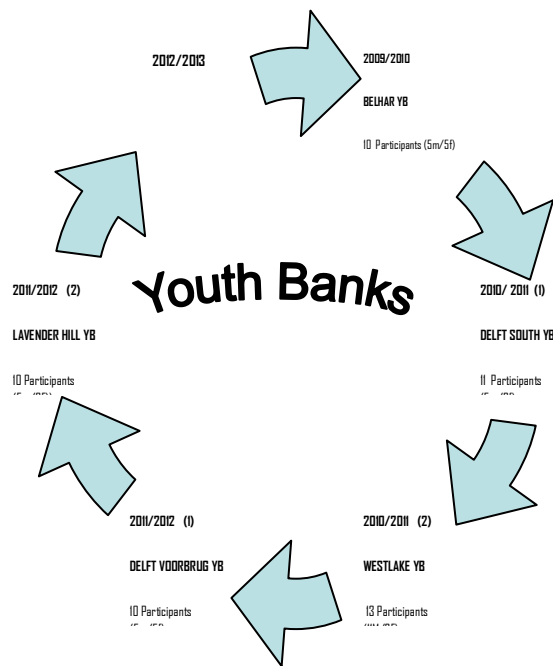 2012/2013
2009/2010
BELHAR YB
10 Participants (5m/5f)
Youth Banks
2010/ 2011 (1)
DELFT SOUTH YB
11 Participants
2010/2011 (2)
WESTLAKE YB
13 Participants
2011/2012 (1)
DELFT VOORBRUG YB
10 Participants
2011/2012 (2)
LAVENDER HILL YB
10 Participants